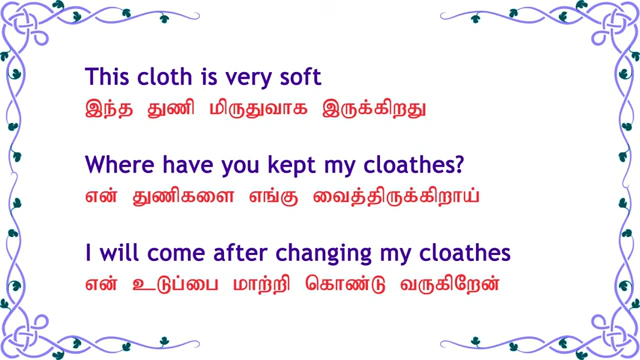 This cloth is very soft
இந்த துணி மிருதுவாக இருக்கிறது
Where have you kept my cloathes?
என் துணிகளை எங்கு வைத்திருக்கிறாய்
I will come after changing my cloathes
என் உடுப்பை மாற்றி கொண்டு வருகிறேன்